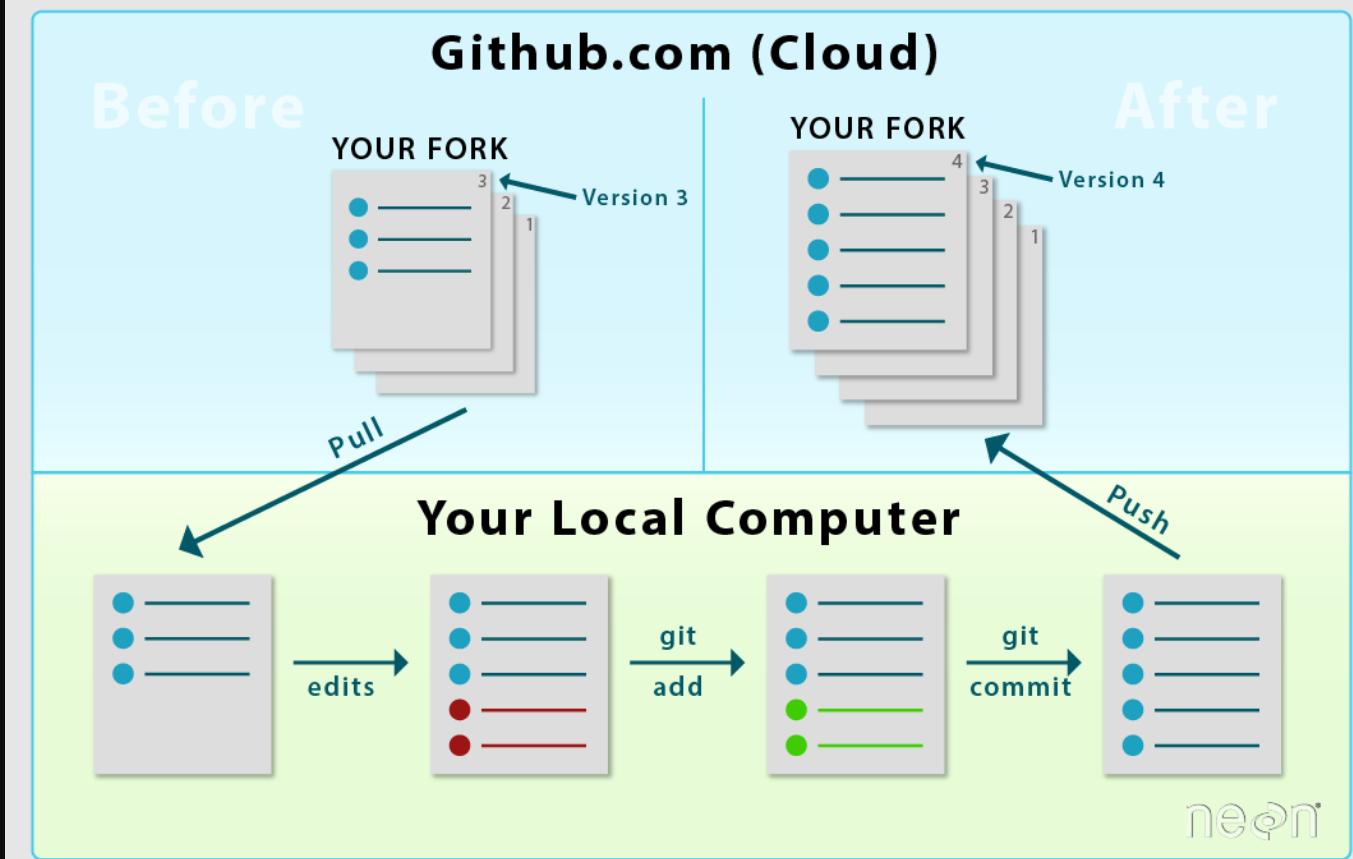 Github.com (Cloud)
Before
After
YOUR FORK
3
2
1
Version 3
YOUR FORK
4
3
2
1
Version 4
Pull
Push
Your Local Computer
edits
git
add
git
commit
neon